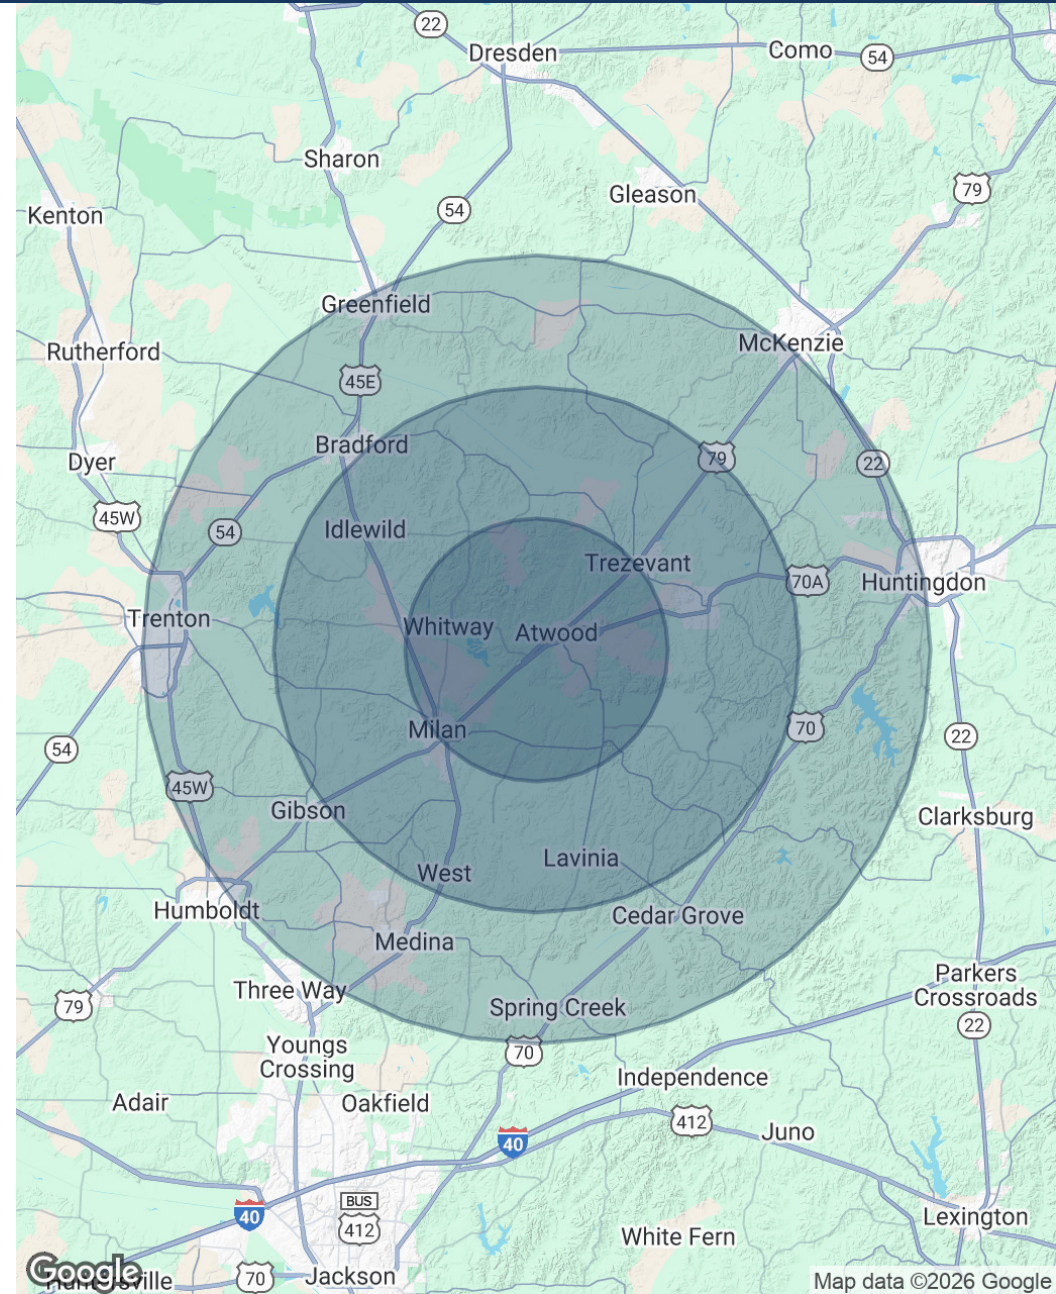 22
Dresden
Como
54
Sharon
79
Gleason
54
Kenton
Greenfield
McKenzie
Rutherford
45E
Bradford
79
Dyer
22
45W
Idlewild
54
Trezevant
70A
Huntingdon
Trenton
Whitway
Atwood
Milan
70
22
54
45W
Gibson
Clarksburg
Lavinia
West
Humboldt
Cedar Grove
Medina
Parkers
Crossroads
Three Way
79
Spring Creek
22
Youngs
Crossing
70
Independence
Adair
Oakfield
412
Juno
40
BUS
412
40
Lexington
White Fern
Google
Huntersville
70
Jackson
Map data ©2026 Google